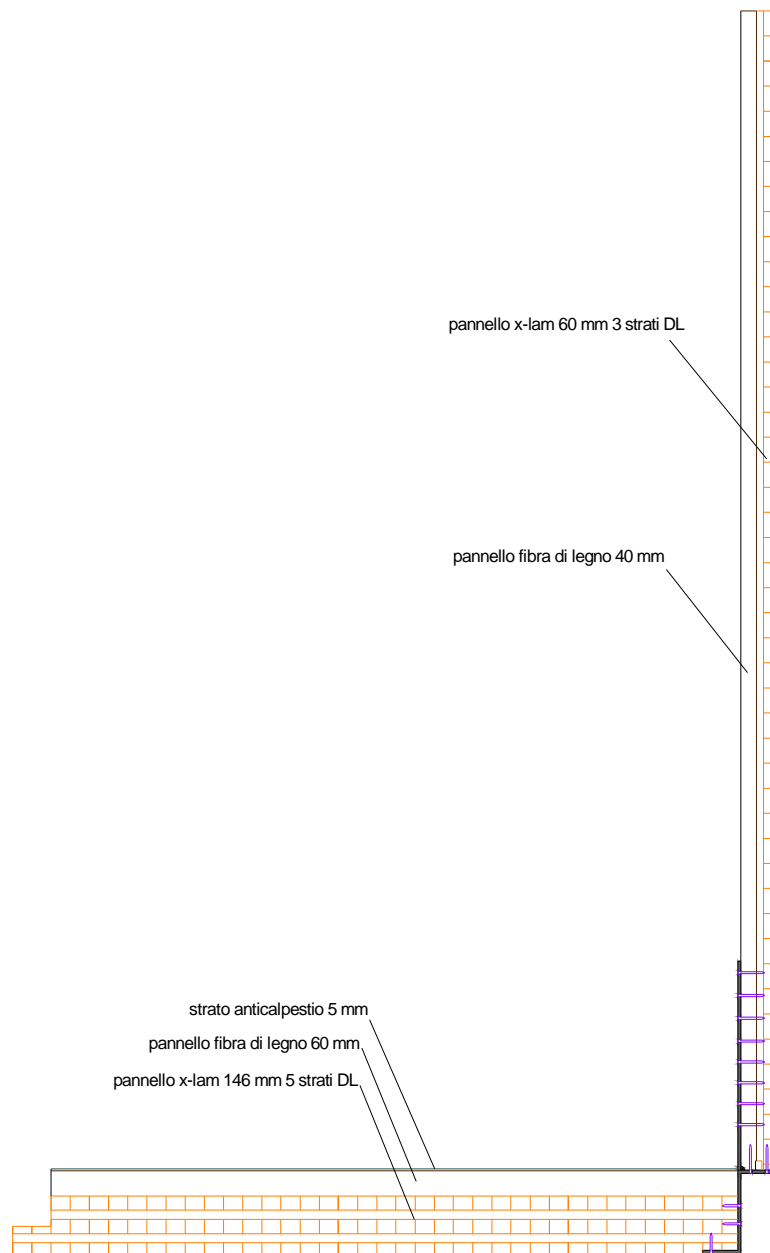 pannello x-lam 60 mm 3 strati DL
pannello fibra di legno 40 mm
strato anticalpestio 5 mm
pannello fibra di legno 60 mm
pannello x-lam 146 mm 5 strati DL